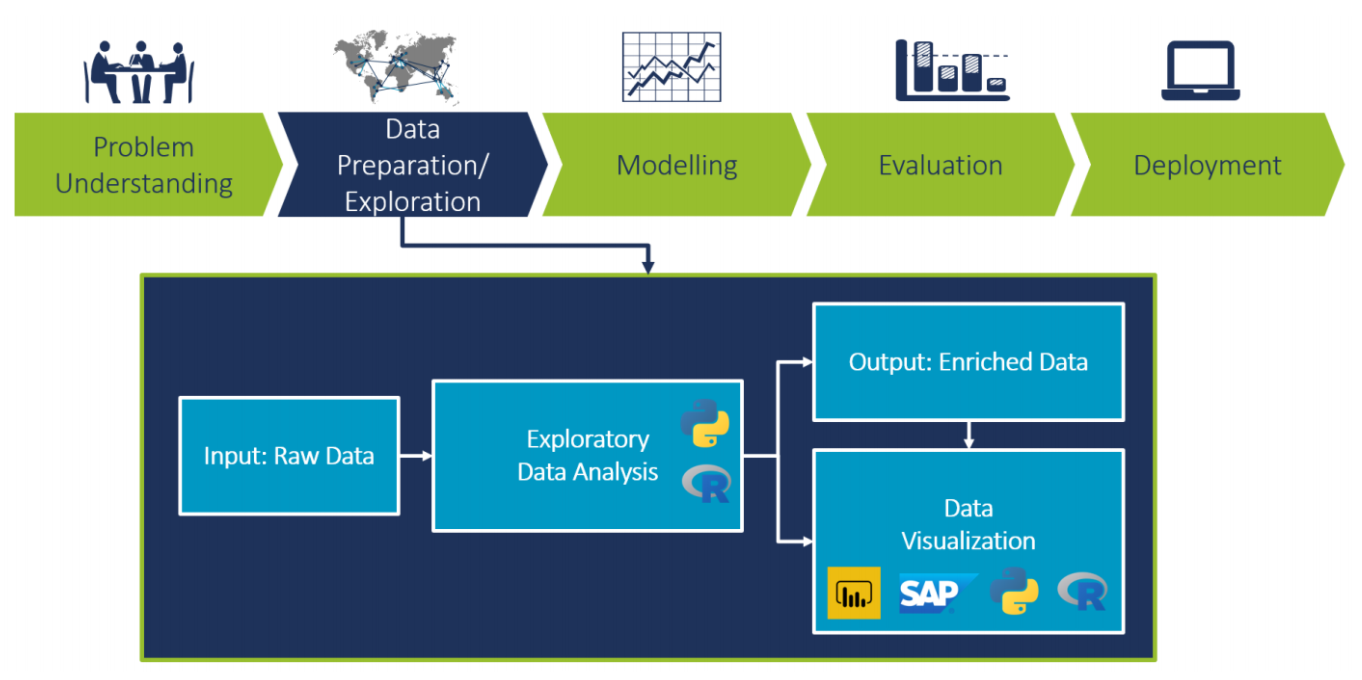 Problem
Understanding
Data
Preparation/
Exploration
Modelling
Evaluation
Deployment
Input: Raw Data
Exploratory
Data Analysis
R
Output: Enriched Data
Data
Visualization
SAP
R